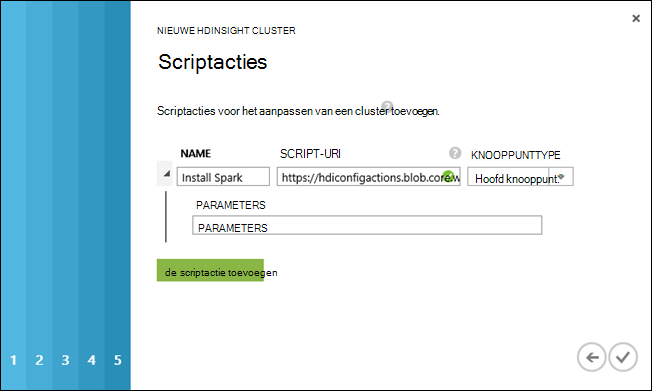 NIEUWE HDINSIGHT CLUSTER
Scriptacties
Scriptacties voor het aanpassen van een cluster toevoegen.
NAME SCRIPT-URI KNOOPPUNTTYPE
Install Spark https://hdiconfigactions.blob.core.w Hoofd knooppunt.
PARAMETERS
PARAMETERS
de scriptactie toevoegen
1 2 3 4 5